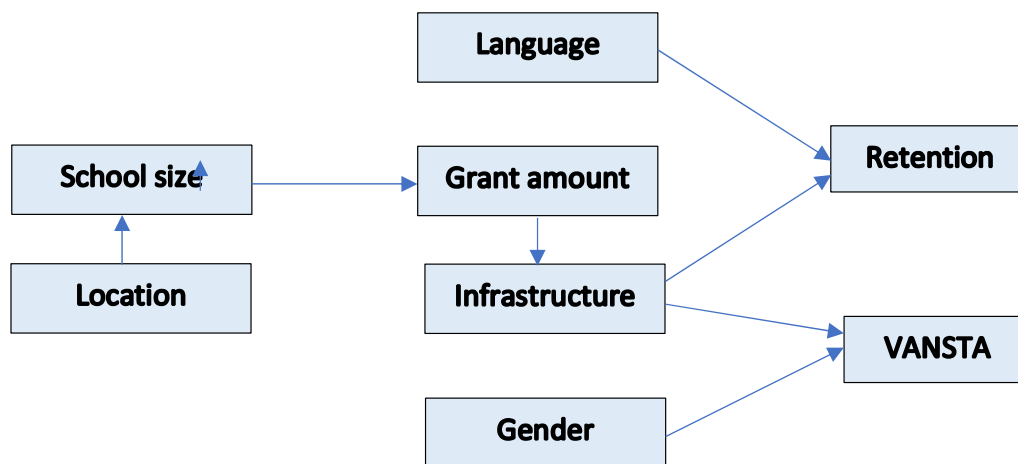 Language
Retention
School size
Grant amount
Location
Infrastructure
VANSTA
Gender